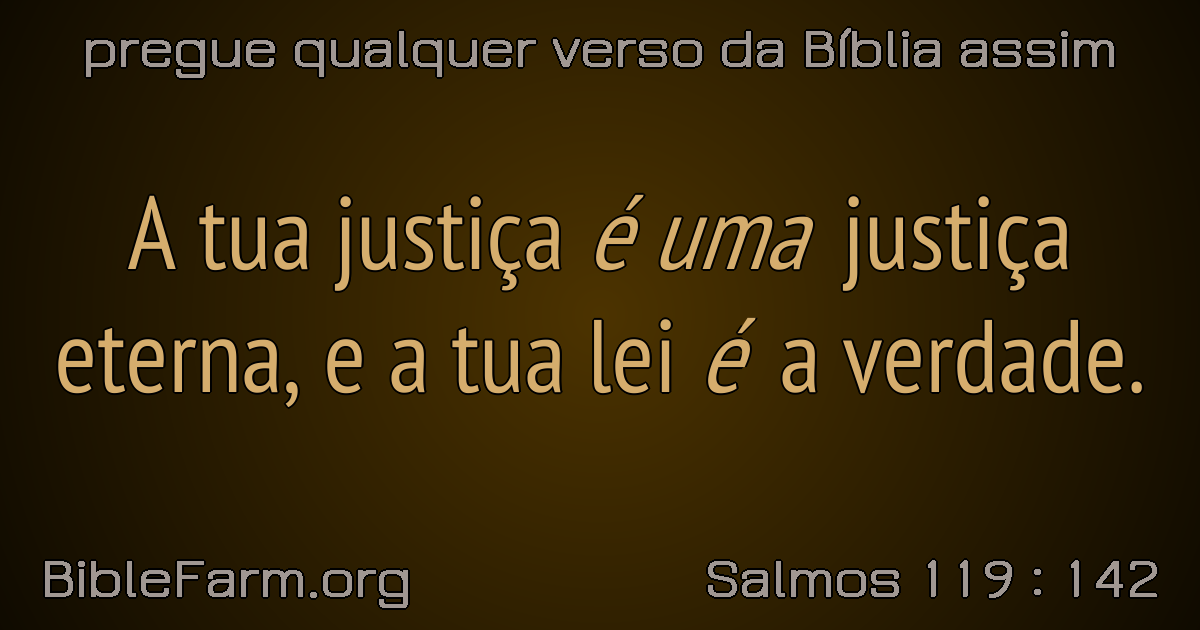 pregue qualquer verso da Bíblia assim
A tua justiça é uma justiça
eterna, e a tua lei é a verdade.
BibleFarm.org
Salmos 119 : 142